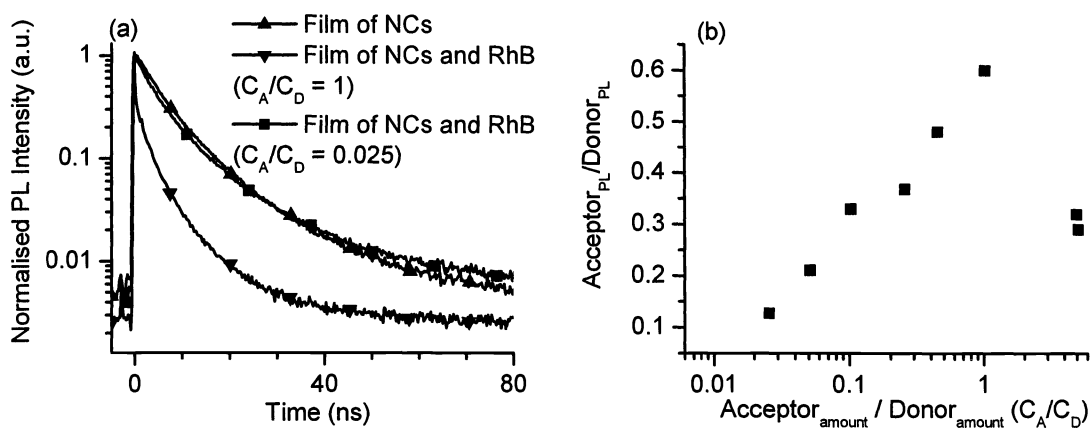 (a)
Film of NCs
Film of NCs and RhB
(C_A/C_D = 1)
Film of NCs and RhB
(C_A/C_D = 0.025)
Normalised PL Intensity (a.u.)
1
0.1
0.01
0
40
80
Time (ns)
(b)
Acceptor_PL/Donor_PL
0.6
0.5
0.4
0.3
0.2
0.1
0.01
0.1
1
Acceptor_amount / Donor_amount (C_A/C_D)